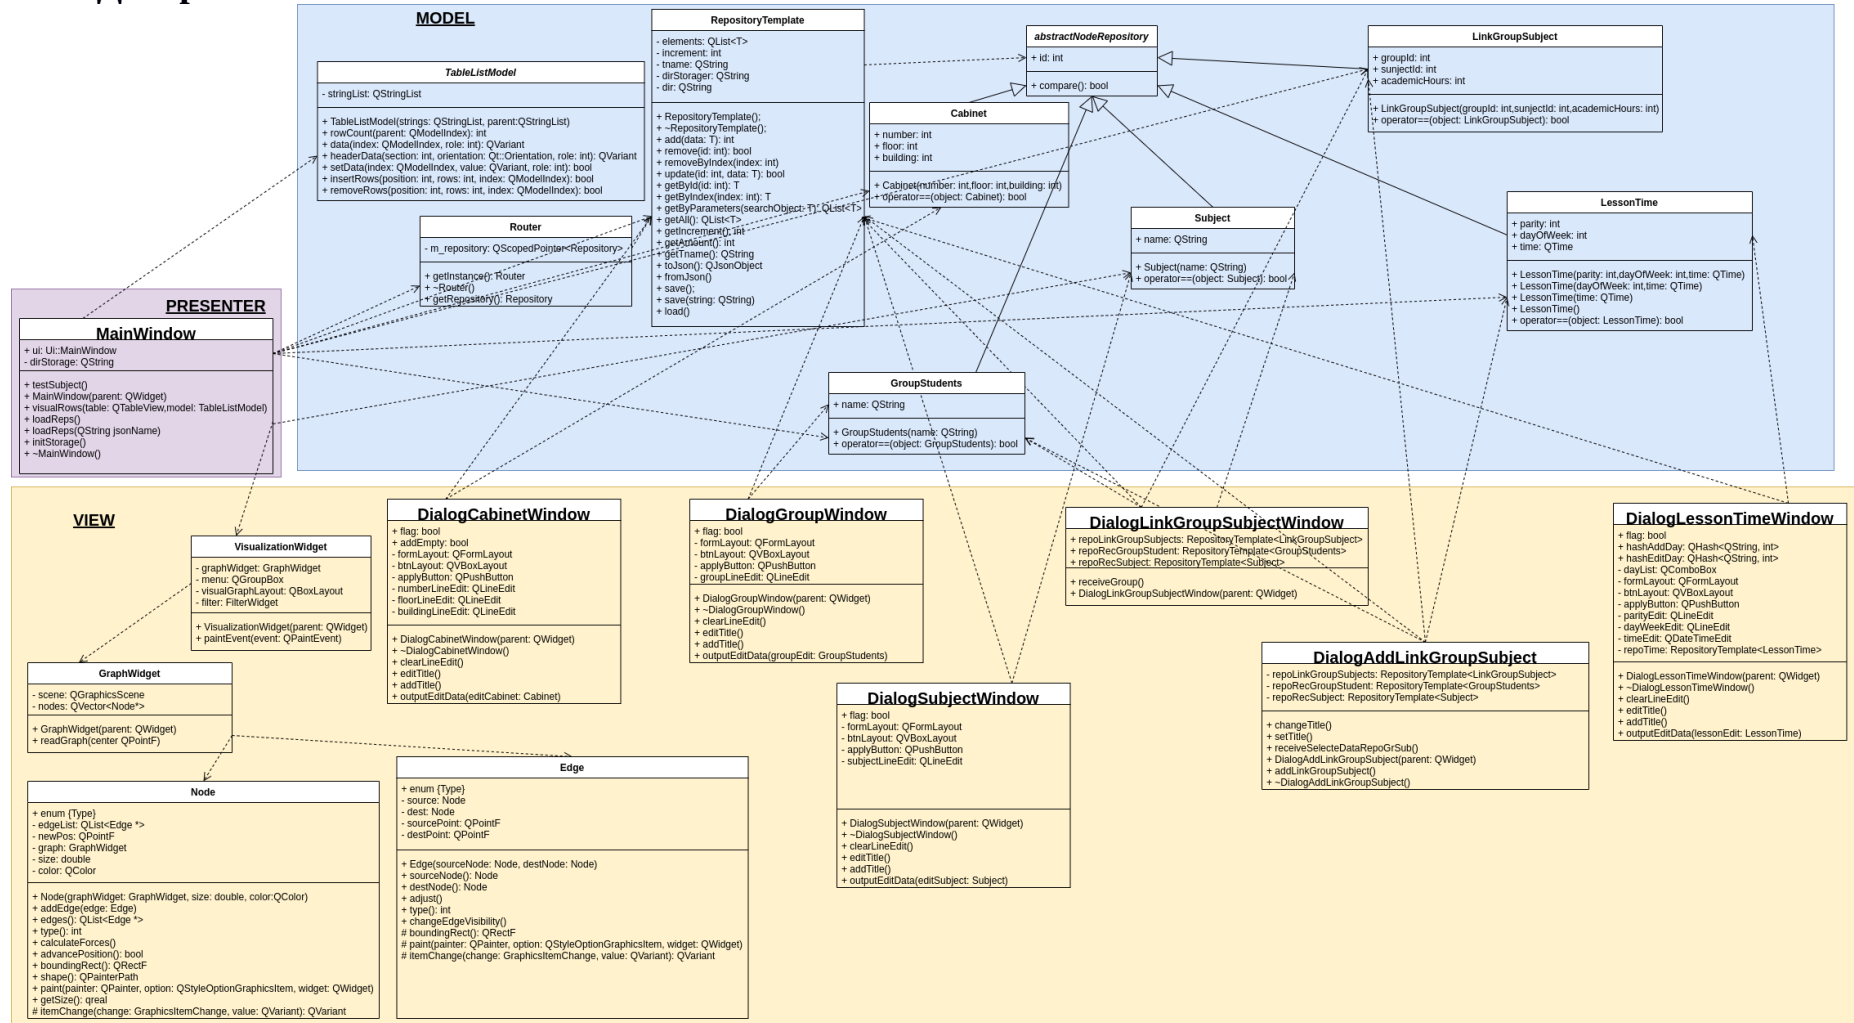 MODEL
TableListModel
- stringList: QStringList
+ TableListModel(strings: QStringList, parent:QStringList)
+ rowCount(parent: QModelIndex): int
+ data(index: QModelIndex, role: int): QVariant
+ headerData(section: int, orientation: Qt::Orientation, role: int): QVariant
+ setData(index: QModelIndex, value: QVariant, role: int): bool
+ insertRows(position: int, rows: int, index: QModelIndex): bool
+ removeRows(position: int, rows: int, index: QModelIndex): bool
Router
- m_repository: QScopedPointer<Repository>
+ getInstance(): Router
+ ~Router()
+ getRepository(): Repository
RepositoryTemplate
- elements: QList<T>
- increment: int
- tname: QString
- dirStorager: QString
- dir: QString
+ RepositoryTemplate();
+ ~RepositoryTemplate();
+ add(data: T): int
+ remove(id: int): bool
+ removeByIndex(index: int)
+ update(id: int, data: T): bool
+ getById(id: int): T
+ getByIndex(index: int): T
+ getByParameters(searchObject: T): QList<T>
+ getAll(): QList<T>
+ getIncrement(): int
+ getAmount(): int
+ getTname(): QString
+ toJson(): QJsonObject
+ fromJson()
+ save();
+ save(string: QString)
+ load()
abstractNodeRepository
+ id: int
+ compare(): bool
Cabinet
+ number: int
+ floor: int
+ building: int
+ Cabinet(number: int,floor: int,building: int)
+ operator==(object: Cabinet): bool
LinkGroupSubject
+ groupId: int
+ sunjectId: int
+ academicHours: int
+ LinkGroupSubject(groupId: int,sunjectId: int,academicHours: int)
+ operator==(object: LinkGroupSubject): bool
Subject
+ name: QString
+ Subject(name: QString)
+ operator==(object: Subject): bool
LessonTime
+ parity: int
+ dayOfWeek: int
+ time: QTime
+ LessonTime(parity: int,dayOfWeek: int,time: QTime)
+ LessonTime(dayOfWeek: int,time: QTime)
+ LessonTime(time: QTime)
+ LessonTime()
+ operator==(object: LessonTime): bool
GroupStudents
+ name: QString
+ GroupStudents(name: QString)
+ operator==(object: GroupStudents): bool
PRESENTER
MainWindow
+ ui: Ui::MainWindow
- dirStorage: QString
+ testSubject()
+ MainWindow(parent: QWidget)
+ visualRows(table: QTableView,model: TableListModel)
+ loadReps()
+ loadReps(QString jsonName)
+ initStorage()
+ ~MainWindow()
VIEW
VisualizationWidget
- graphWidget: GraphWidget
- menu: QGroupBox
- visualGraphLayout: QBoxLayout
- filter: FilterWidget
+ VisualizationWidget(parent: QWidget)
+ paintEvent(event: QPaintEvent)
GraphWidget
- scene: QGraphicsScene
- nodes: QVector<Node*>
+ GraphWidget(parent: QWidget)
+ readGraph(center QPointF)
Node
+ enum {Type}
- edgeList: QList<Edge *>
- newPos: QPointF
- graph: GraphWidget
- size: double
- color: QColor
+ Node(graphWidget: GraphWidget, size: double, color:QColor)
+ addEdge(edge: Edge)
+ edges(): QList<Edge *>
+ type(): int
+ calculateForces()
+ advancePosition(): bool
+ boundingRect(): QRectF
+ shape(): QPainterPath
+ paint(painter: QPainter, option: QStyleOptionGraphicsItem, widget: QWidget)
+ getSize(): qreal
# itemChange(change: GraphicsItemChange, value: QVariant): QVariant
Edge
+ enum {Type}
- source: Node
- dest: Node
- sourcePoint: QPointF
- destPoint: QPointF
+ Edge(sourceNode: Node, destNode: Node)
+ sourceNode(): Node
+ destNode(): Node
+ adjust()
+ type(): int
+ changeEdgeVisibility()
# boundingRect(): QRectF
# paint(painter: QPainter, option: QStyleOptionGraphicsItem, widget: QWidget)
# itemChange(change: GraphicsItemChange, value: QVariant): QVariant
DialogCabinetWindow
+ flag: bool
+ addEmpty: bool
- formLayout: QFormLayout
- btnLayout: QVBoxLayout
- applyButton: QPushButton
- numberLineEdit: QLineEdit
- floorLineEdit: QLineEdit
- buildingLineEdit: QLineEdit
+ DialogCabinetWindow(parent: QWidget)
+ ~DialogCabinetWindow()
+ clearLineEdit()
+ editTitle()
+ addTitle()
+ outputEditData(editCabinet: Cabinet)
DialogGroupWindow
+ flag: bool
- formLayout: QFormLayout
- btnLayout: QVBoxLayout
- applyButton: QPushButton
- groupLineEdit: QLineEdit
+ DialogGroupWindow(parent: QWidget)
+ ~DialogGroupWindow()
+ clearLineEdit()
+ editTitle()
+ addTitle()
+ outputEditData(groupEdit: GroupStudents)
DialogSubjectWindow
+ flag: bool
- formLayout: QFormLayout
- btnLayout: QVBoxLayout
- applyButton: QPushButton
- subjectLineEdit: QLineEdit
+ DialogSubjectWindow(parent: QWidget)
+ ~DialogSubjectWindow()
+ clearLineEdit()
+ editTitle()
+ addTitle()
+ outputEditData(editSubject: Subject)
DialogLinkGroupSubjectWindow
+ repoLinkGroupSubjects: RepositoryTemplate<LinkGroupSubject>
+ repoRecGroupStudent: RepositoryTemplate<GroupStudents>
+ repoRecSubject: RepositoryTemplate<Subject>
+ receiveGroup()
+ DialogLinkGroupSubjectWindow(parent: QWidget)
DialogAddLinkGroupSubject
- repoLinkGroupSubjects: RepositoryTemplate<LinkGroupSubject>
- repoRecGroupStudent: RepositoryTemplate<GroupStudents>
- repoRecSubject: RepositoryTemplate<Subject>
+ changeTitle()
+ setTitle()
+ receiveSelecteDataRepoGrSub()
+ DialogAddLinkGroupSubject(parent: QWidget)
+ addLinkGroupSubject()
+ ~DialogAddLinkGroupSubject()
DialogLessonTimeWindow
+ flag: bool
+ hashAddDay: QHash<QString, int>
+ hashEditDay: QHash<QString, int>
- dayList: QComboBox
- formLayout: QFormLayout
- btnLayout: QVBoxLayout
- applyButton: QPushButton
- parityEdit: QLineEdit
- dayWeekEdit: QLineEdit
- timeEdit: QDateTimeEdit
- repoTime: RepositoryTemplate<LessonTime>
+ DialogLessonTimeWindow(parent: QWidget)
+ ~DialogLessonTimeWindow()
+ clearLineEdit()
+ editTitle()
+ addTitle()
+ outputEditData(lessonEdit: LessonTime)